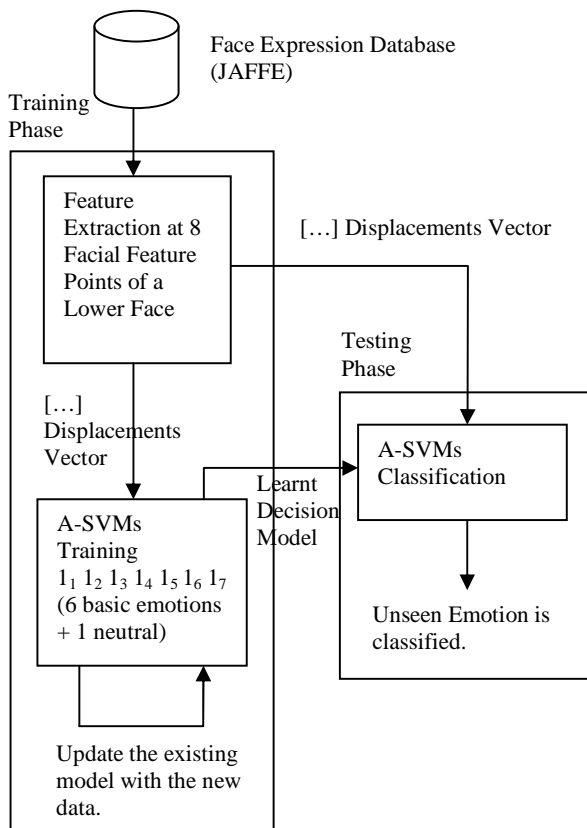 Face Expression Database
(JAFFE)
Training
Phase
Feature
Extraction at 8
Facial Feature
Points of a
Lower Face
[…] Displacements Vector
Testing
Phase
[…]
Displacements
Vector
A-SVMs
Classification
Learnt
Decision
Model
A-SVMs
Training
1₁ 1₂ 1₃ 1₄ 1₅ 1₆ 1₇
(6 basic emotions
+ 1 neutral)
Unseen Emotion is
classified.
Update the existing
model with the new
data.